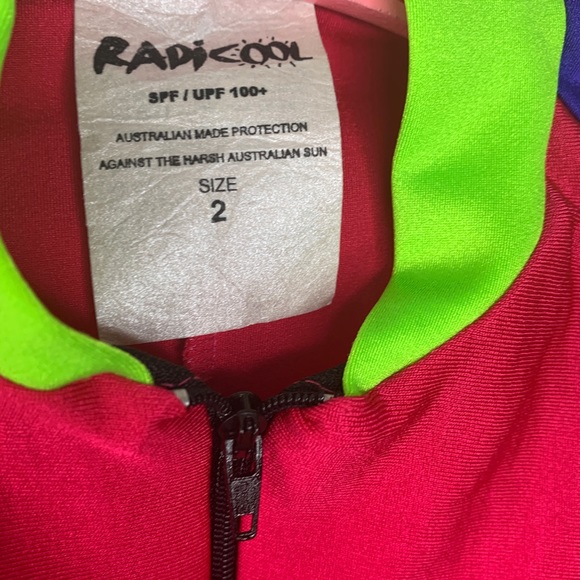 RADiCOOL
SPF / UPF 100+
AUSTRALIAN MADE PROTECTION
AGAINST THE HARSH AUSTRALIAN SUN
SIZE
2